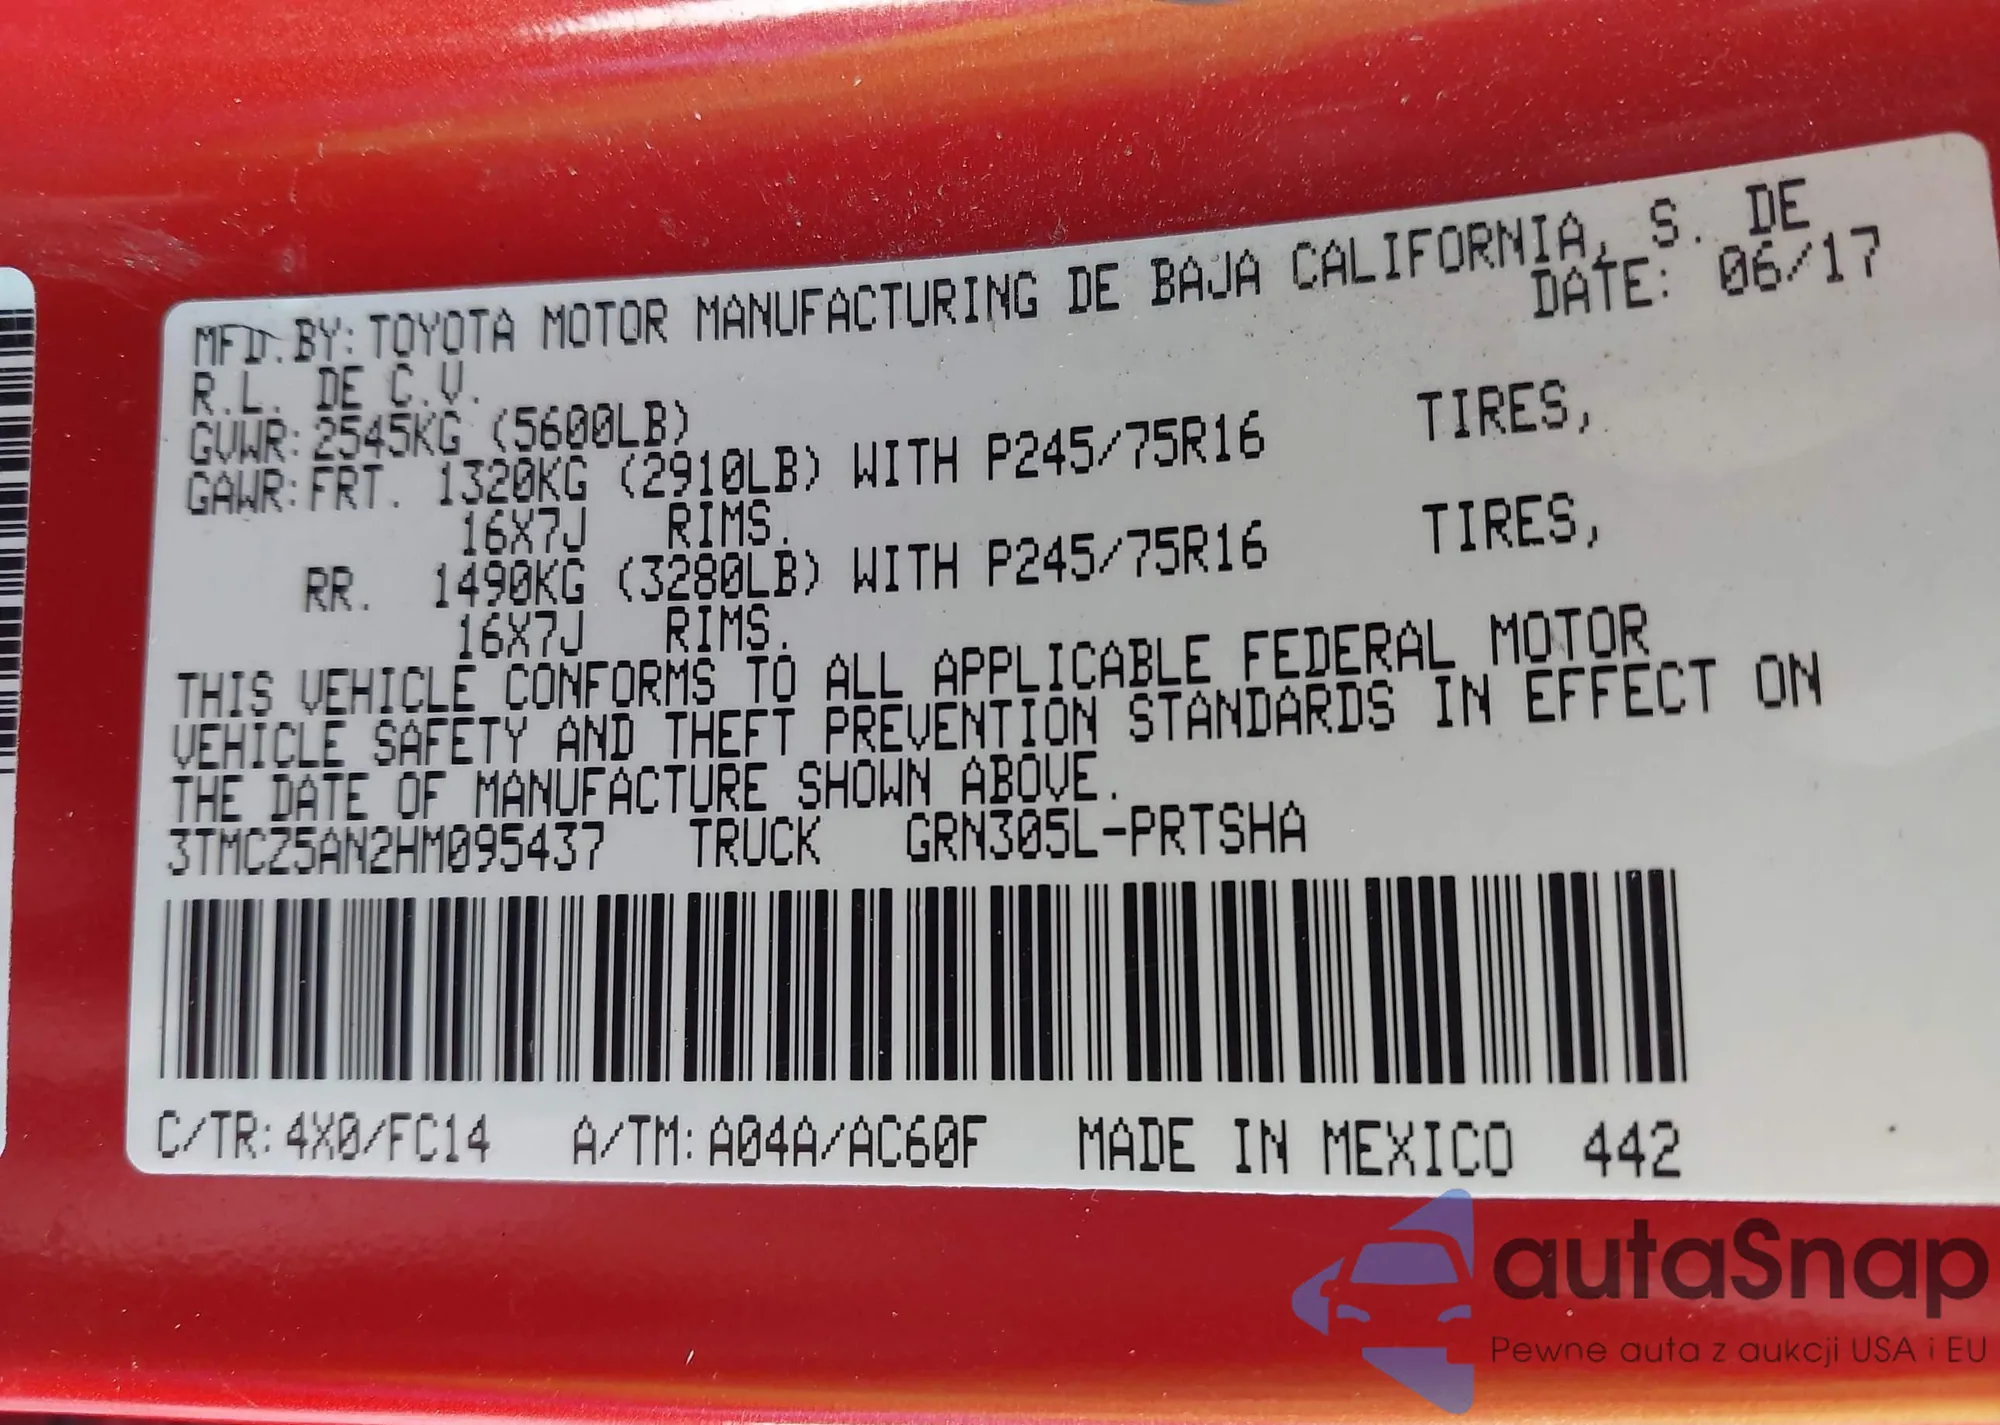 MFD.BY:TOYOTA MOTOR MANUFACTURING DE BAJA CALIFORNIA, S. DE
R.L. DE C.V. DATE: 06/17
GVWR:2545KG (5600LB)
GAWR:FRT. 1320KG (2910LB) WITH P245/75R16 TIRES,
16X7J RIMS.
RR. 1490KG (3280LB) WITH P245/75R16 TIRES,
16X7J RIMS.
THIS VEHICLE CONFORMS TO ALL APPLICABLE FEDERAL MOTOR
VEHICLE SAFETY AND THEFT PREVENTION STANDARDS IN EFFECT ON
THE DATE OF MANUFACTURE SHOWN ABOVE.
3TMCZ5AN2HM095437 TRUCK GRN305L-PRTSHA
C/TR:4X0/FC14 A/TM:A04A/AC60F MADE IN MEXICO 442
autaSnap
Pewne auta z aukcji USA i EU